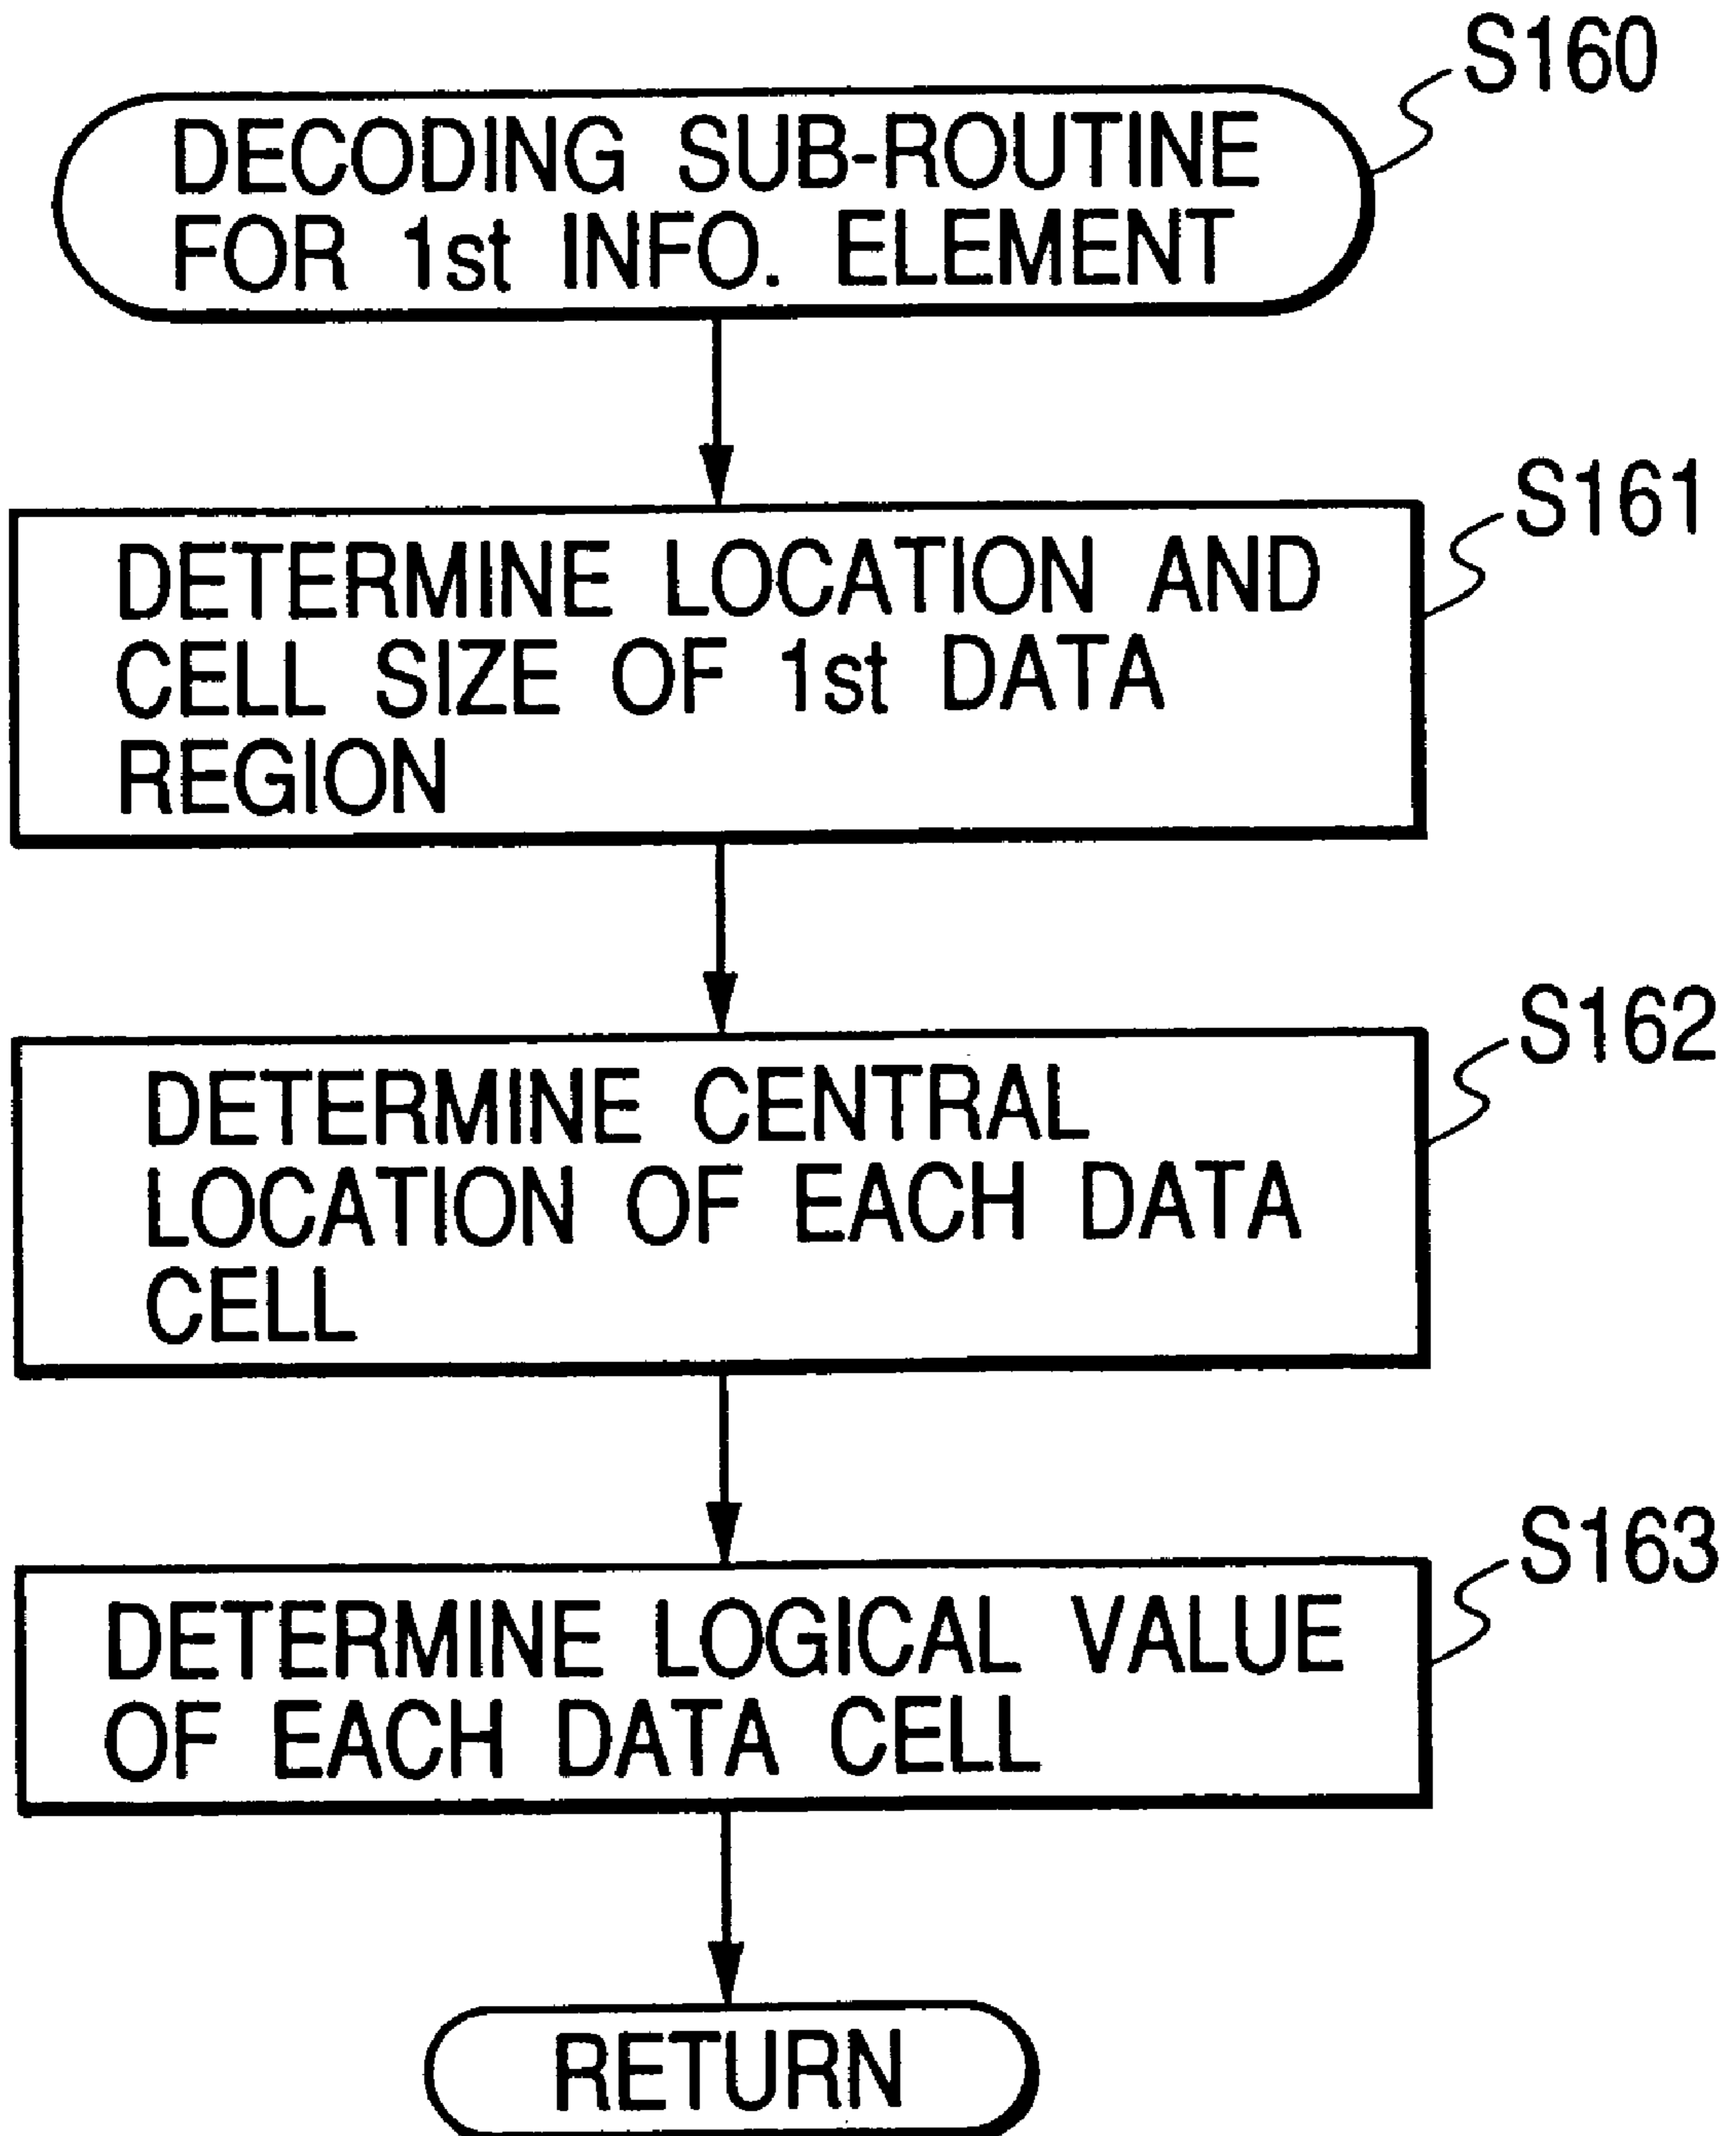 S160
DECODING SUB-ROUTINE
FOR 1st INFO. ELEMENT
S161
DETERMINE LOCATION AND
CELL SIZE OF 1st DATA
REGION
S162
DETERMINE CENTRAL
LOCATION OF EACH DATA
CELL
S163
DETERMINE LOGICAL VALUE
OF EACH DATA CELL
RETURN